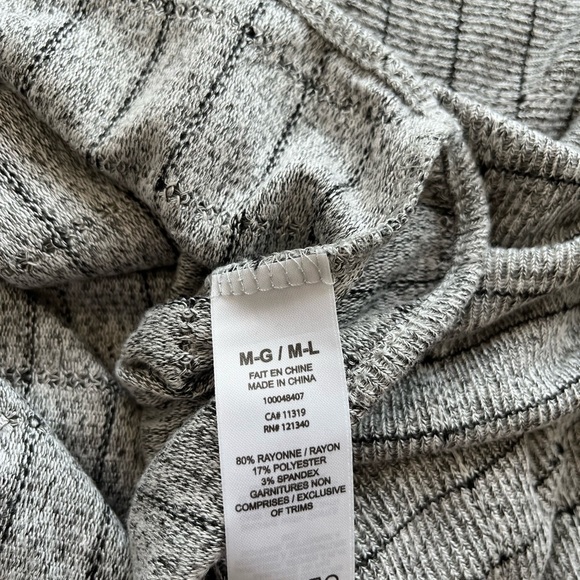 M-G / M-L
FAIT EN CHINE
MADE IN CHINA
100048407
CA# 11319
RN# 121340
80% RAYONNE / RAYON
17% POLYESTER
3% SPANDEX
GARNITURES NON
COMPRISES / EXCLUSIVE
OF TRIMS